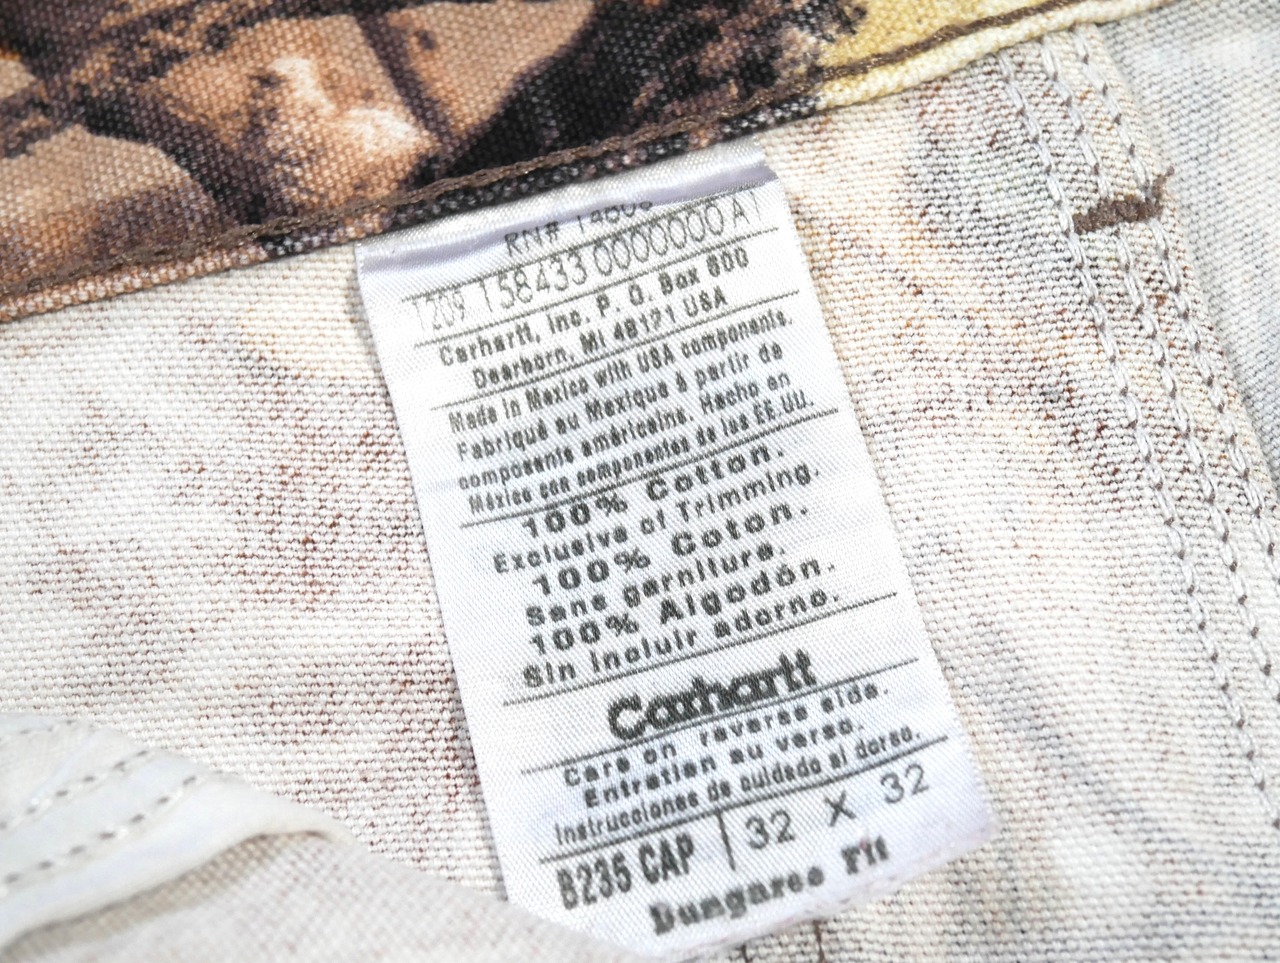 RN# 14806
1209 158433 0000000 A1
Carhartt, Inc. P. O. Box 600
Dearborn, MI 48121 USA
Made in Mexico with USA components.
Fabriqué au Mexique à partir de
composants américains. Hecho en
México con componentes de los EE.UU.
100% Cotton.
Exclusive of Trimming.
100% Coton.
Sans garniture.
100% Algodón.
Sin incluir adorno.
Carhartt
Care on reverse side.
Entretien au verso.
Instrucciones de cuidado al dorso.
B235 CAP 32 X 32
Dungaree Fit